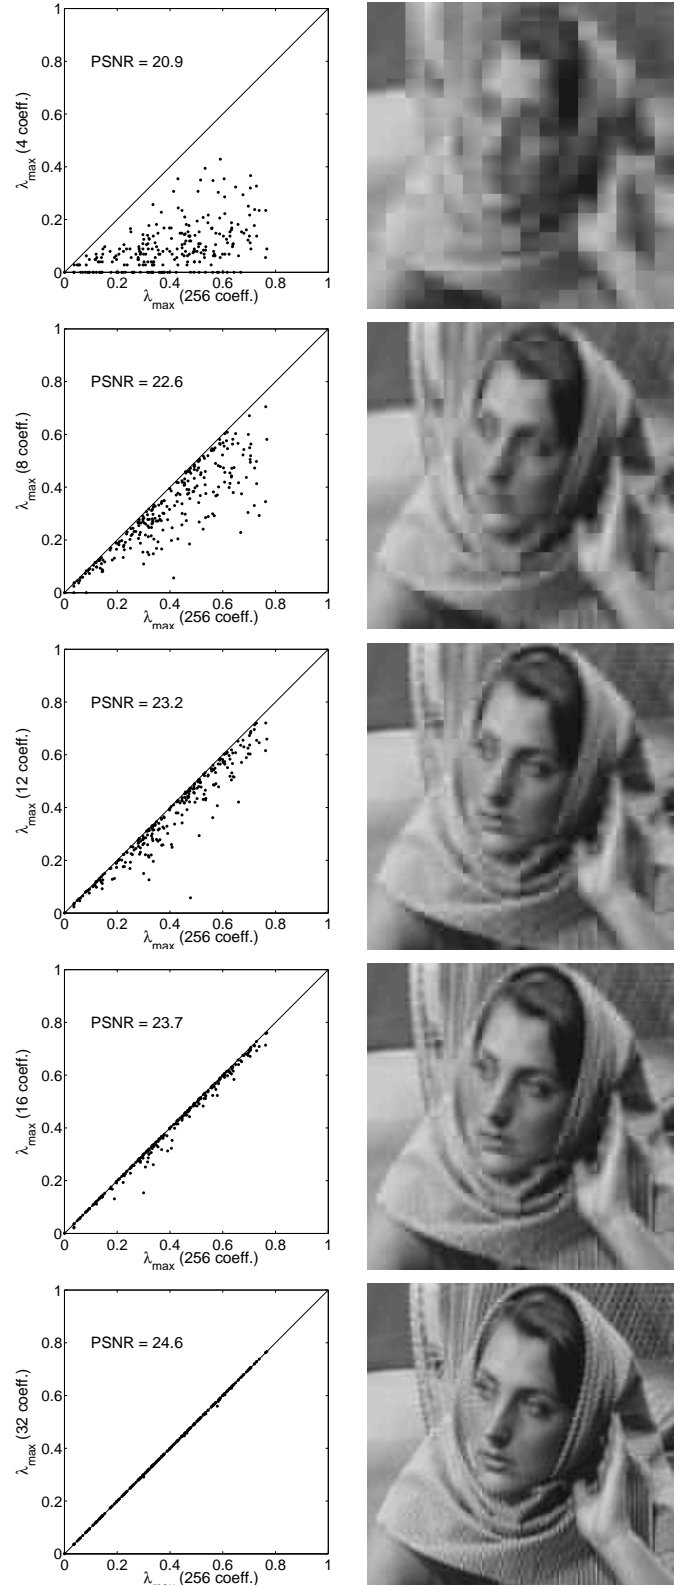 1
0.8
PSNR = 20.9
0.6
λmax (4 coeff.)
0.4
0.2
0
0 0.2 0.4 0.6 0.8 1
λmax (256 coeff.)
1
0.8
PSNR = 22.6
0.6
λmax (8 coeff.)
0.4
0.2
0
0 0.2 0.4 0.6 0.8 1
λmax (256 coeff.)
1
0.8
PSNR = 23.2
0.6
λmax (12 coeff.)
0.4
0.2
0
0 0.2 0.4 0.6 0.8 1
λmax (256 coeff.)
1
0.8
PSNR = 23.7
0.6
λmax (16 coeff.)
0.4
0.2
0
0 0.2 0.4 0.6 0.8 1
λmax (256 coeff.)
1
0.8
PSNR = 24.6
0.6
λmax (32 coeff.)
0.4
0.2
0
0 0.2 0.4 0.6 0.8 1
λmax (256 coeff.)